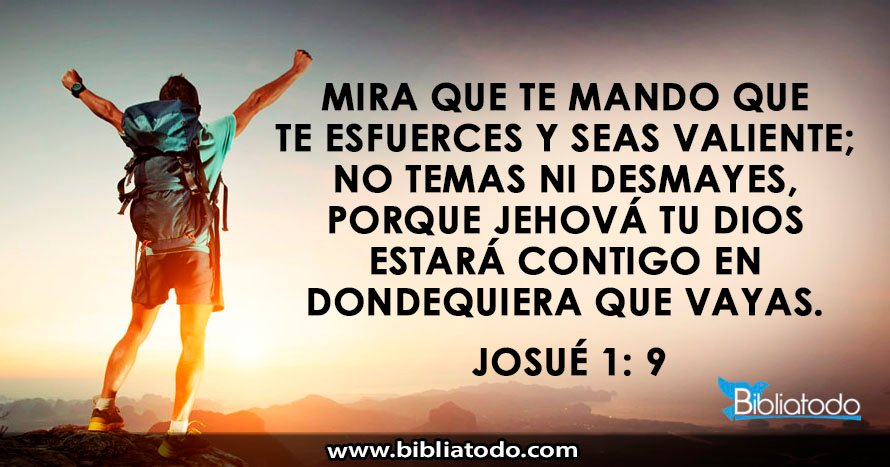 MIRA QUE TE MANDO QUE
TE ESFUERCES Y SEAS VALIENTE;
NO TEMAS NI DESMAYES,
PORQUE JEHOVÁ TU DIOS
ESTARÁ CONTIGO EN
DONDEQUIERA QUE VAYAS.
JOSUÉ 1: 9
Bibliatodo
www.bibliatodo.com